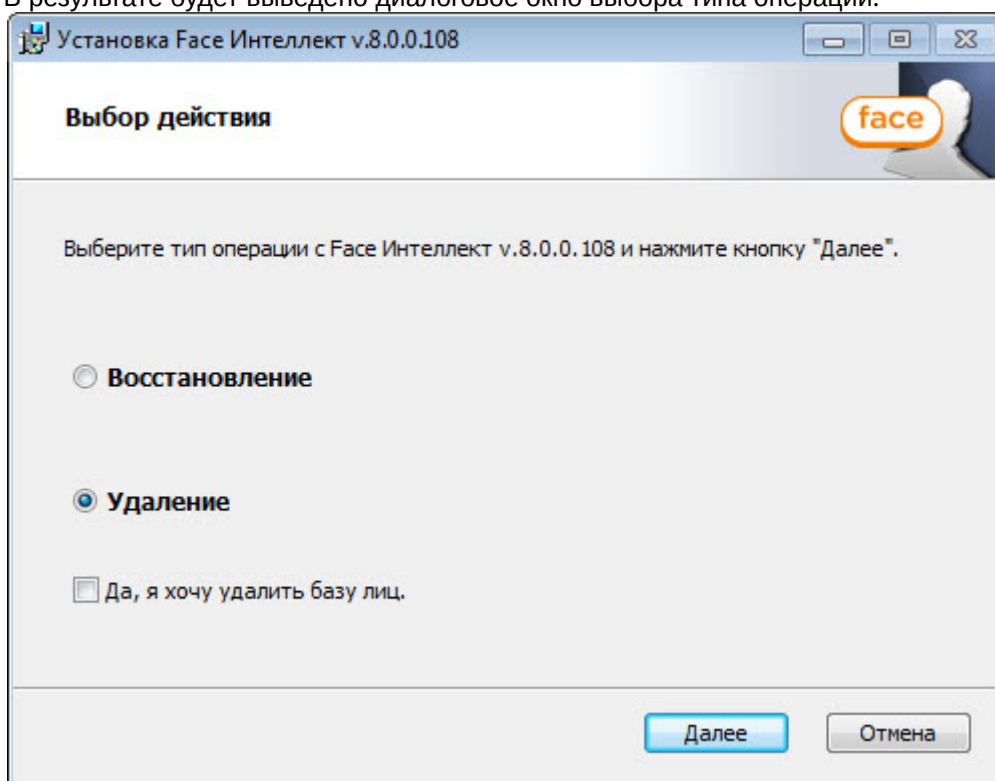 В результате будет выведено диалоговое окно выбора типа операции.
Установка Face Интеллект v.8.0.0.108
Выбор действия
face
Выберите тип операции с Face Интеллект v.8.0.0.108 и нажмите кнопку "Далее".
Восстановление
Удаление
Да, я хочу удалить базу лиц.
Далее
Отмена